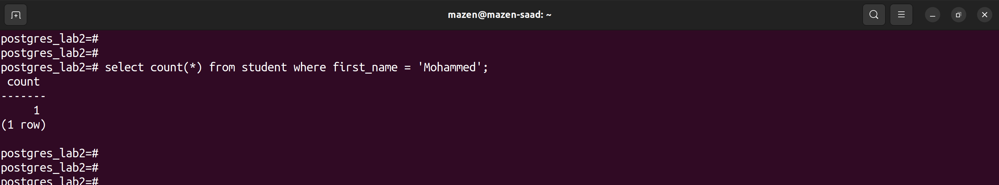 mazen@mazen-saad: ~
postgres_lab2=#
postgres_lab2=#
postgres_lab2=# select count(*) from student where first_name = 'Mohammed';
 count
-------
     1
(1 row)

postgres_lab2=#
postgres_lab2=#
postgres_lab2=#